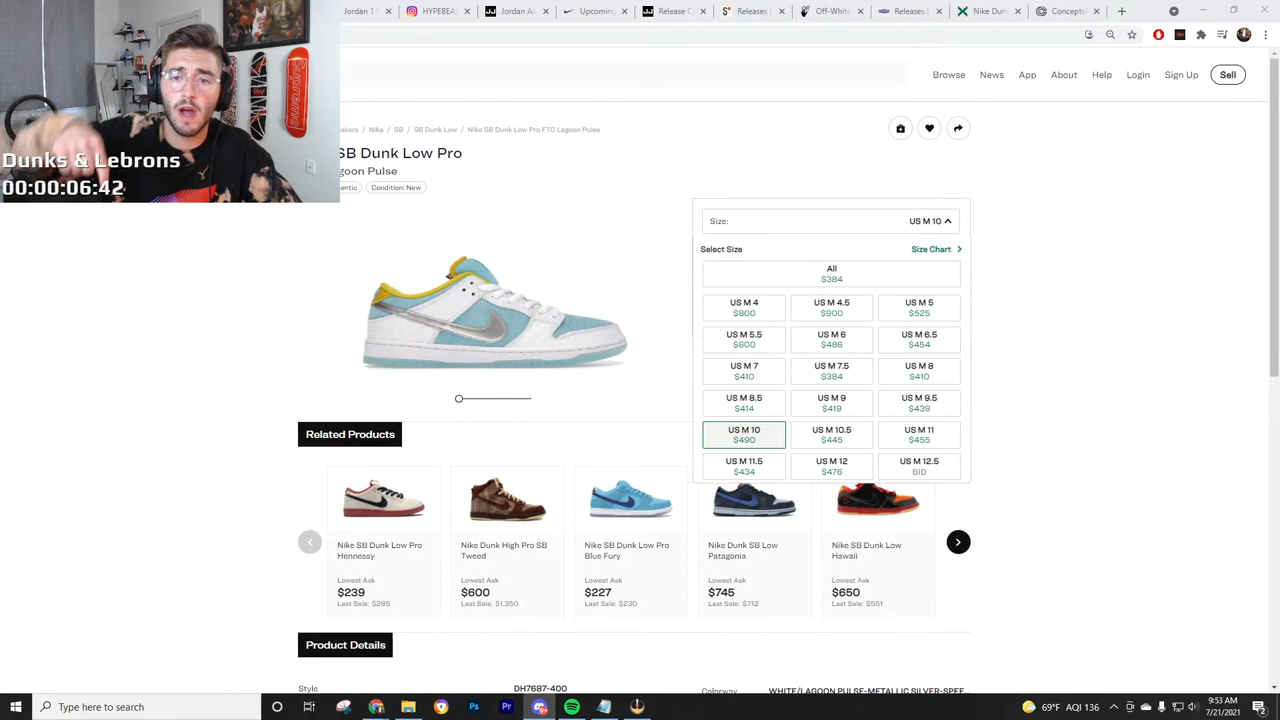 Jordan Ai
HYPEBEA
Jordan A
Jordan
Jordan
Release C
Nike Dun
Concepts
Browse
News
App
About
Help
Login
Sign Up
Sell
akers / Nike / SB / SB Dunk Low / Nike SB Dunk Low Pro FTC Lagoon Pulse
SB Dunk Low Pro
goon Pulse
entic
Condition: New
Dunks & Lebrons
00:00:06:42
Supreme
Size:
US M 10
Select Size
Size Chart
All
$384
US M 4
$800
US M 4.5
$900
US M 5
$525
US M 5.5
$600
US M 6
$486
US M 6.5
$454
US M 7
$410
US M 7.5
$384
US M 8
$410
US M 8.5
$414
US M 9
$419
US M 9.5
$439
US M 10
$490
US M 10.5
$445
US M 11
$455
US M 11.5
$434
US M 12
$476
US M 12.5
BID
Related Products
Nike SB Dunk Low Pro
Hennessy
Lowest Ask
$239
Last Sale: $285
Nike Dunk High Pro SB
Tweed
Lowest Ask
$600
Last Sale: $1,350
Nike SB Dunk Low Pro
Blue Fury
Lowest Ask
$227
Last Sale: $230
Nike Dunk SB Low
Patagonia
Lowest Ask
$745
Last Sale: $712
Nike SB Dunk Low
Hawaii
Lowest Ask
$650
Last Sale: $551
Product Details
Style
DH7687-400
Colorway
WHITE/LAGOON PULSE-METALLIC SILVER-SPEE...
Type here to search
Ps
Pr
69°F AQI 136
9:53 AM
7/21/2021
2